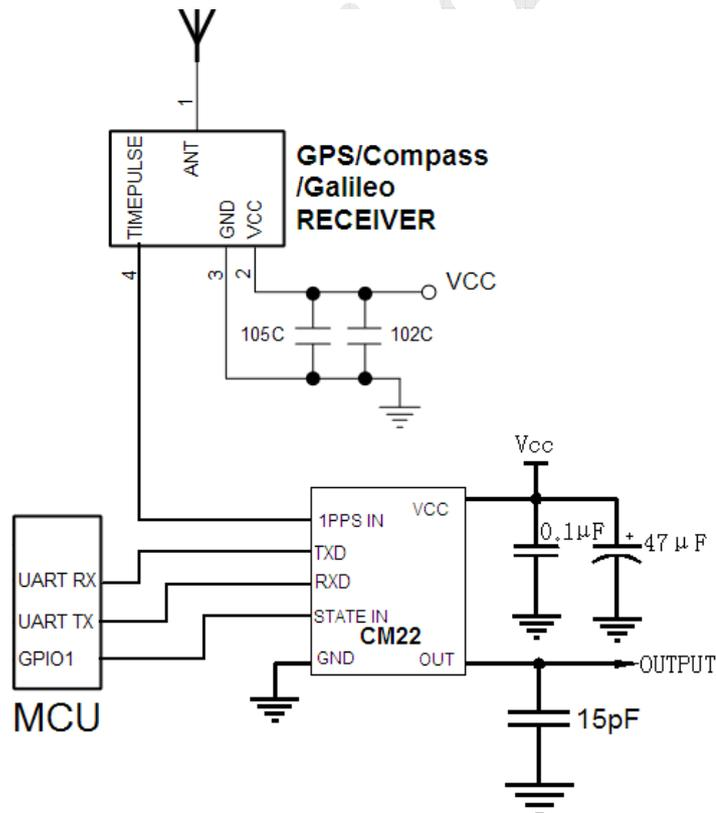 1
TIMEPULSE
ANT
GND
VCC
GPS/Compass
/Galileo
RECEIVER
4
3
2
VCC
105C
102C
Vcc
0.1μF
+
47μF
1PPS IN
VCC
TXD
RXD
STATE IN
CM22
GND
OUT
UART RX
UART TX
GPIO1
MCU
OUTPUT
15pF